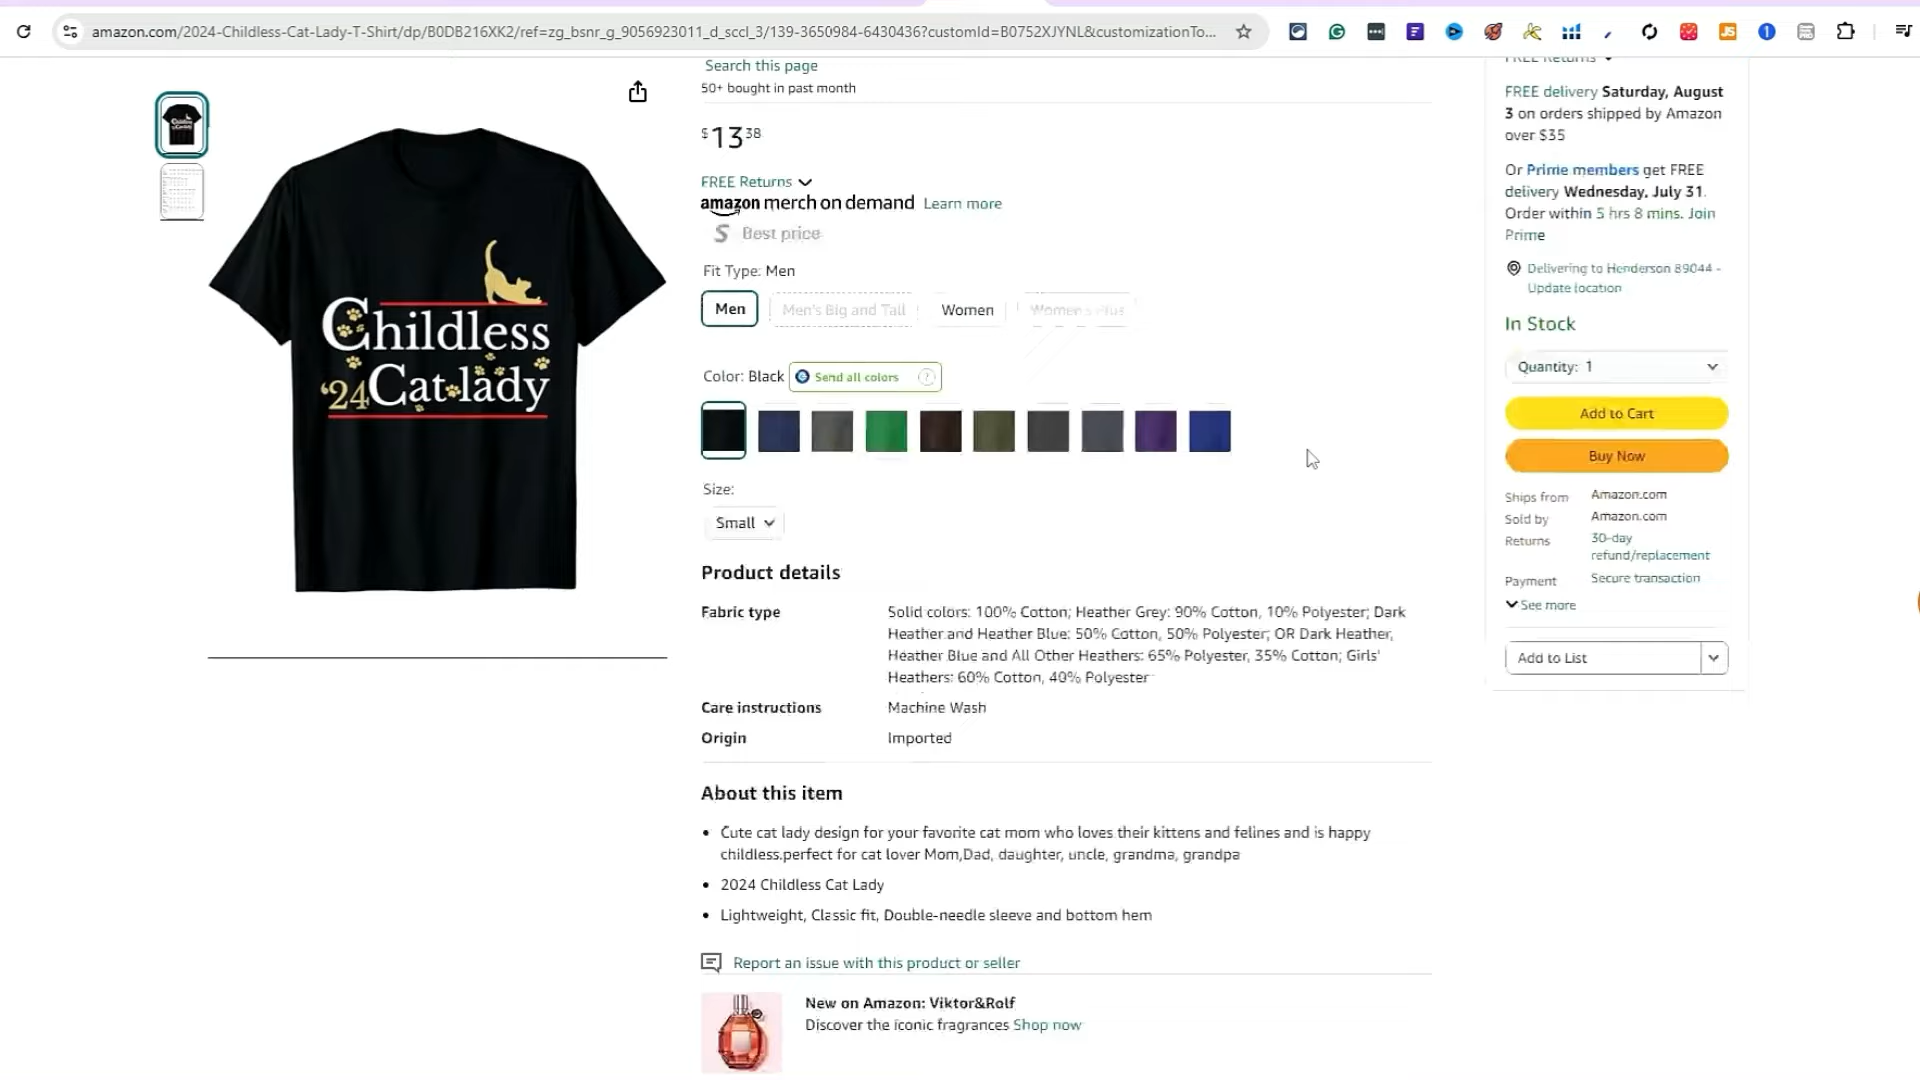 amazon.com/2024-Childless-Cat-Lady-T-Shirt/dp/B0DB216XK2/ref=zg_bsnr_g_9056923011_d_sccl_3/139-3650984-6430436?customId=B0752XJYNL&customizationTo...
Search this page
50+ bought in past month
$13 38
FREE Returns
amazon merch on demand Learn more
Best price
Fit Type: Men
Men
Men's Big and Tall
Women
Women's Plus
Color: Black
Send all colors ?
Size:
Small
Childless
'24 Cat lady
Product details
Fabric type
Solid colors: 100% Cotton; Heather Grey: 90% Cotton, 10% Polyester; Dark
Heather and Heather Blue: 50% Cotton, 50% Polyester; OR Dark Heather,
Heather Blue and All Other Heathers: 65% Polyester, 35% Cotton; Girls'
Heathers: 60% Cotton, 40% Polyester
Care instructions
Machine Wash
Origin
Imported
About this item
• Cute cat lady design for your favorite cat mom who loves their kittens and felines and is happy
childless.perfect for cat lover Mom,Dad, daughter, uncle, grandma, grandpa
• 2024 Childless Cat Lady
• Lightweight, Classic fit, Double-needle sleeve and bottom hem
Report an issue with this product or seller
New on Amazon: Viktor&Rolf
Discover the iconic fragrances Shop now
FREE Returns
FREE delivery Saturday, August
3 on orders shipped by Amazon
over $35
Or Prime members get FREE
delivery Wednesday, July 31.
Order within 5 hrs 8 mins. Join
Prime
Delivering to Henderson 89044 -
Update location
In Stock
Quantity: 1
Add to Cart
Buy Now
Ships from Amazon.com
Sold by Amazon.com
Returns 30-day
refund/replacement
Payment Secure transaction
See more
Add to List